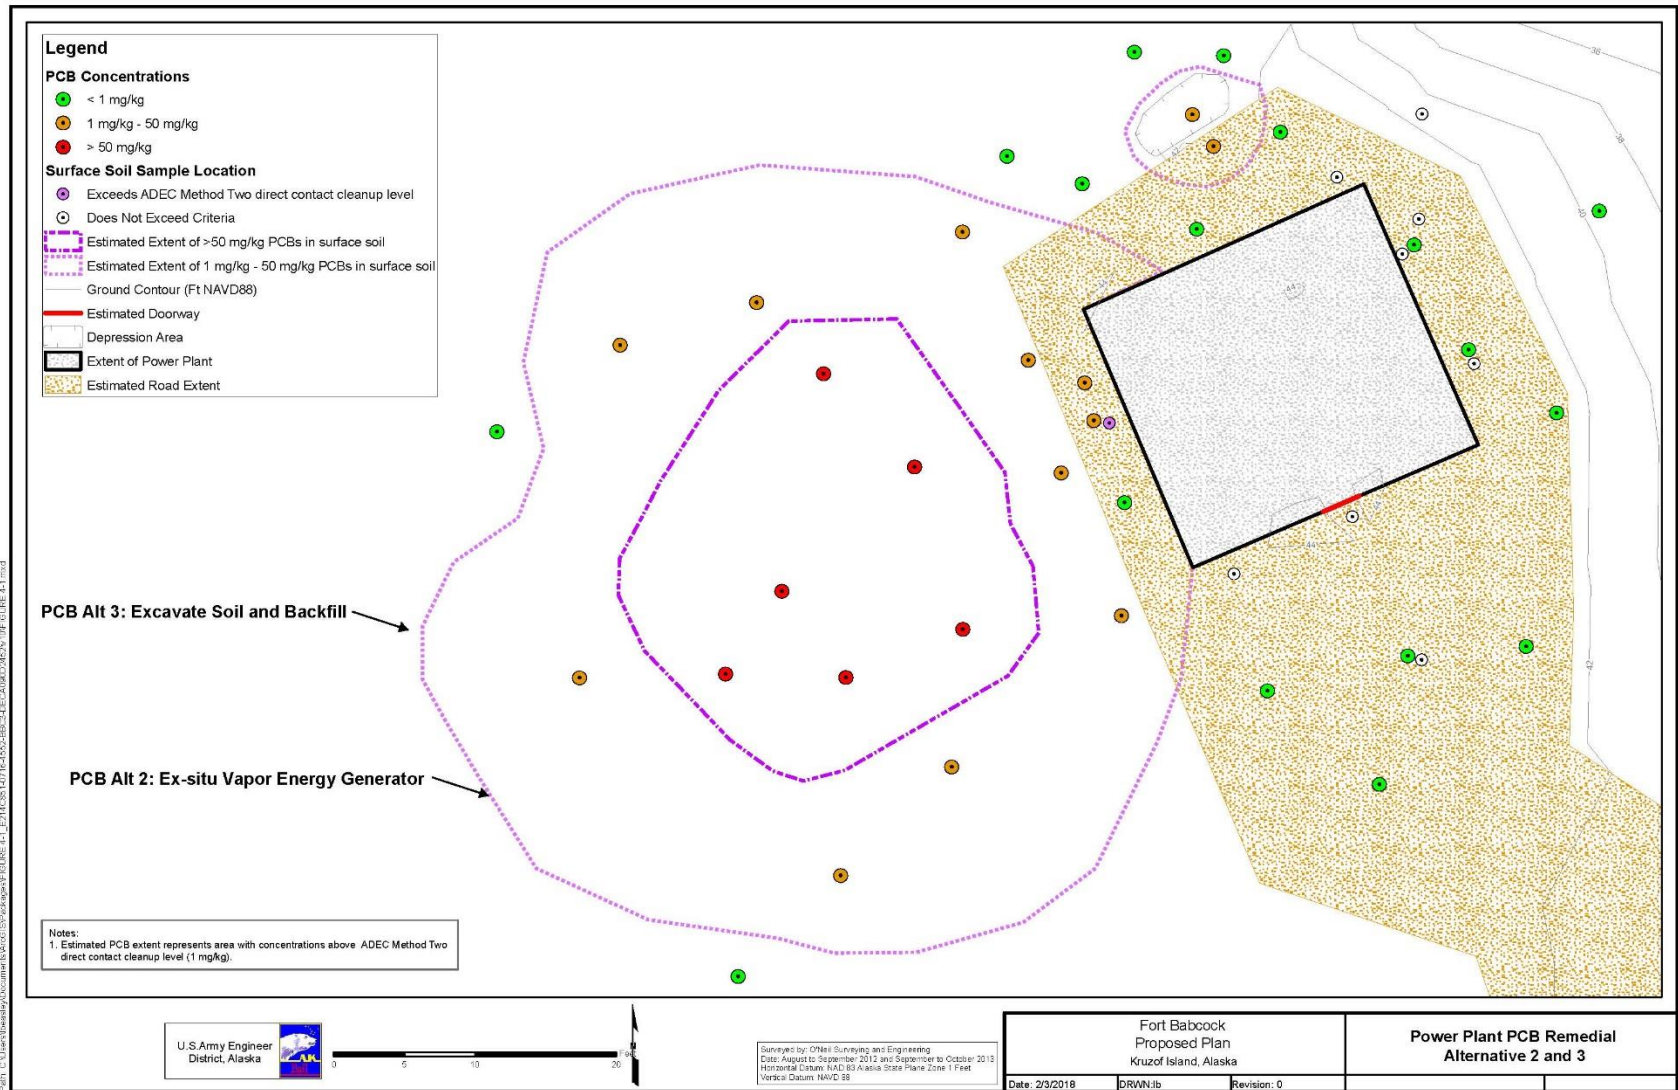 Legend
PCB Concentrations
< 1 mg/kg
1 mg/kg - 50 mg/kg
> 50 mg/kg
Surface Soil Sample Location
Exceeds ADEC Method Two direct contact cleanup level
Does Not Exceed Criteria
Estimated Extent of >50 mg/kg PCBs in surface soil
Estimated Extent of 1 mg/kg - 50 mg/kg PCBs in surface soil
Ground Contour (Ft NAVD88)
Estimated Doorway
Depression Area
Extent of Power Plant
Estimated Road Extent
36
38
40
42
44
44
PCB Alt 3: Excavate Soil and Backfill
PCB Alt 2: Ex-situ Vapor Energy Generator
Notes:
1. Estimated PCB extent represents area with concentrations above ADEC Method Two
direct contact cleanup level (1 mg/kg).
U.S.Army Engineer
District, Alaska
0 5 10 20
Feet
Surveyed by: O'Neil Surveying and Engineering
Date: August to September 2012 and September to October 2013
Horizontal Datum: NAD 83 Alaska State Plane Zone 1 Feet
Vertical Datum: NAVD 88
Fort Babcock
Proposed Plan
Kruzof Island, Alaska
Power Plant PCB Remedial
Alternative 2 and 3
Date: 2/3/2018
DRWN:lb
Revision: 0